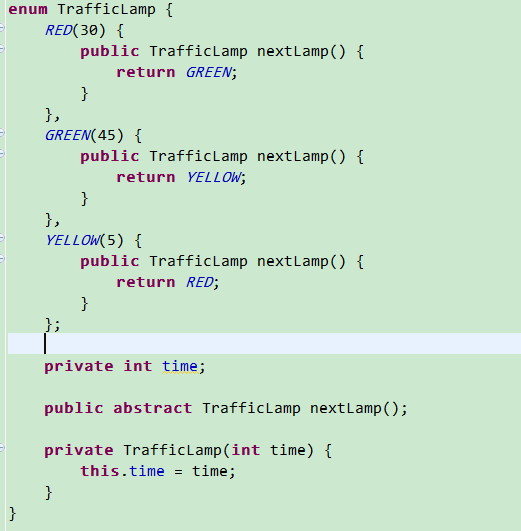 enum TrafficLamp {
    RED(30) {
        public TrafficLamp nextLamp() {
            return GREEN;
        }
    },
    GREEN(45) {
        public TrafficLamp nextLamp() {
            return YELLOW;
        }
    },
    YELLOW(5) {
        public TrafficLamp nextLamp() {
            return RED;
        }
    };

    private int time;

    public abstract TrafficLamp nextLamp();

    private TrafficLamp(int time) {
        this.time = time;
    }
}